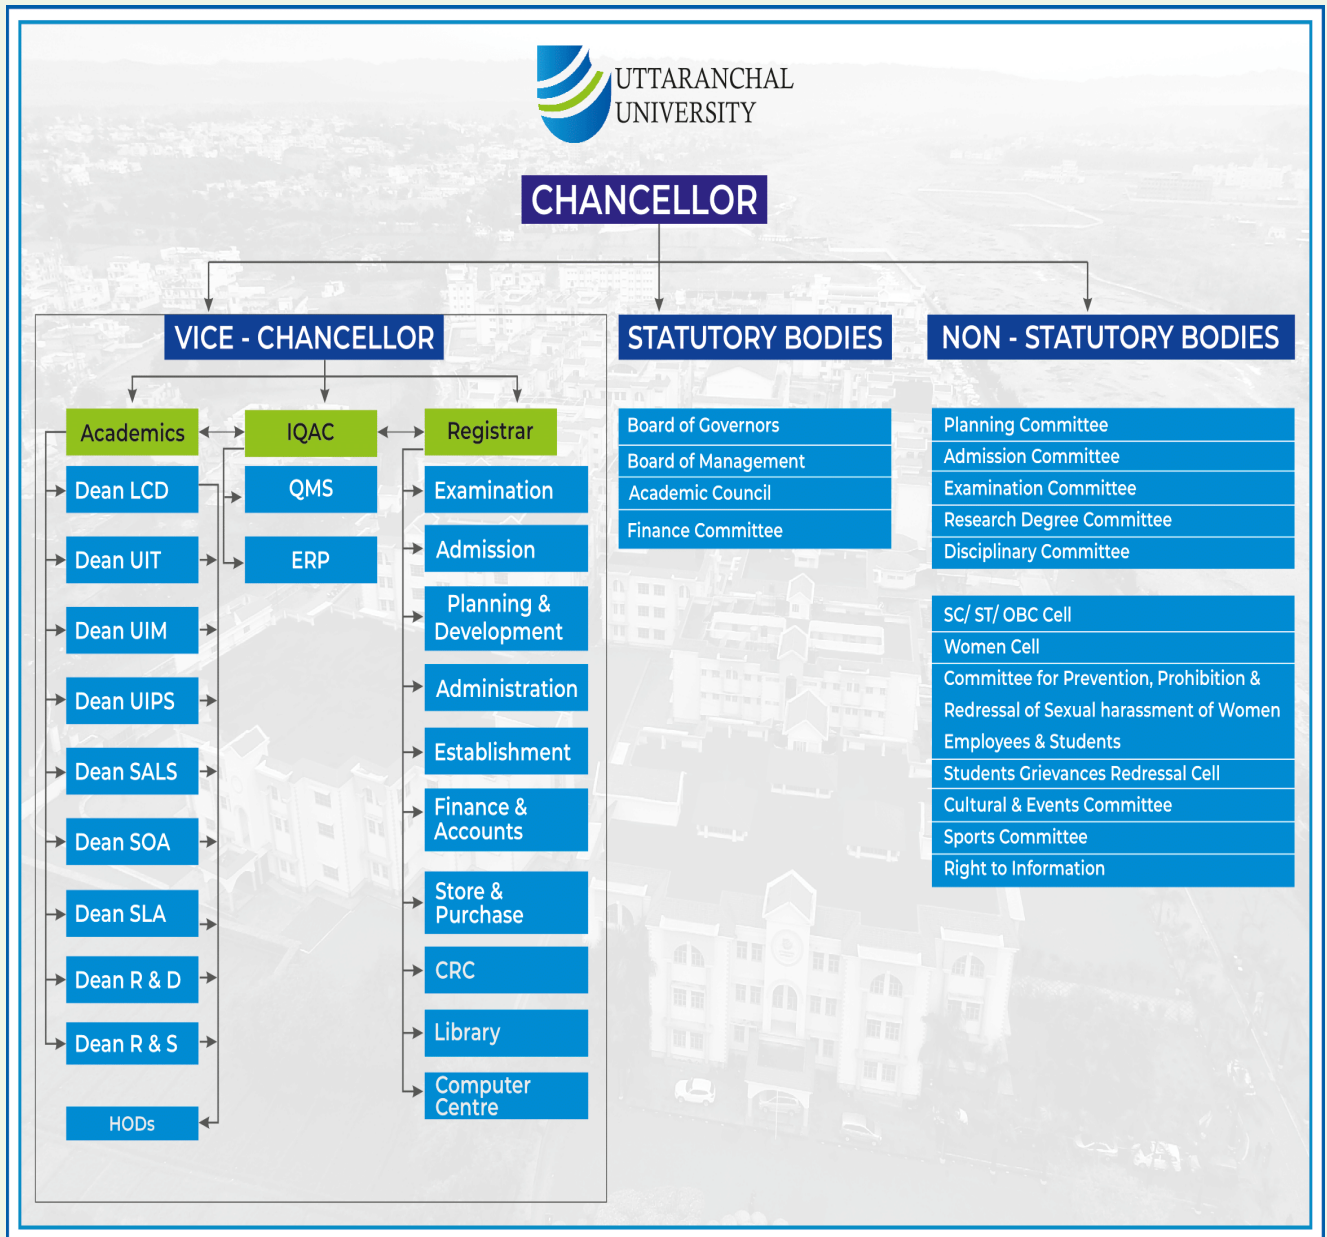 UTTARANCHAL
UNIVERSITY
CHANCELLOR
VICE - CHANCELLOR
Academics
IQAC
Registrar
Dean LCD
Dean UIT
Dean UIM
Dean UIPS
Dean SALS
Dean SOA
Dean SLA
Dean R & D
Dean R & S
HODs
QMS
ERP
Examination
Admission
Planning &
Development
Administration
Establishment
Finance &
Accounts
Store &
Purchase
CRC
Library
Computer
Centre
STATUTORY BODIES
Board of Governors
Board of Management
Academic Council
Finance Committee
NON - STATUTORY BODIES
Planning Committee
Admission Committee
Examination Committee
Research Degree Committee
Disciplinary Committee
SC/ ST/ OBC Cell
Women Cell
Committee for Prevention, Prohibition &
Redressal of Sexual harassment of Women
Employees & Students
Students Grievances Redressal Cell
Cultural & Events Committee
Sports Committee
Right to Information